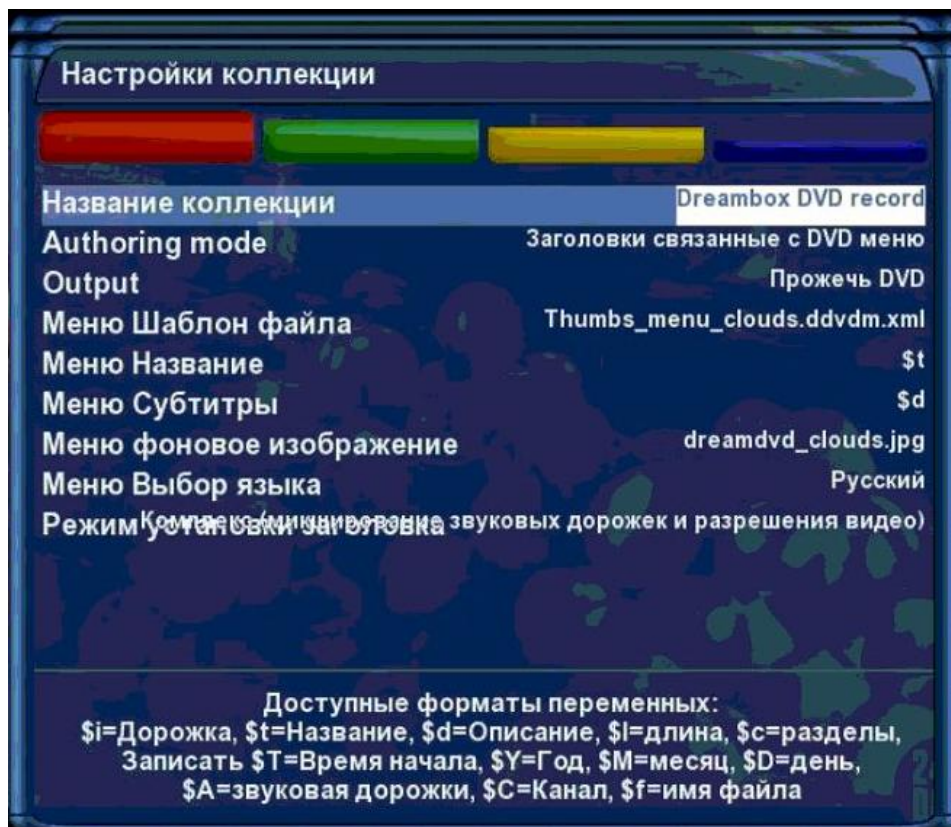 Настройки коллекции
Название коллекции Dreambox DVD record
Authoring mode Заголовки связанные с DVD меню
Output Прожечь DVD
Меню Шаблон файла Thumbs_menu_clouds.ddvdm.xml
Меню Название $t
Меню Субтитры $d
Меню фоновое изображение dreamdvd_clouds.jpg
Меню Выбор языка Русский
Режим установки заголовка звуковых дорожек и разрешения видео)
Доступные форматы переменных:
$i=Дорожка, $t=Название, $d=Описание, $l=длина, $c=разделы,
Записать $T=Время начала, $Y=Год, $M=месяц, $D=день,
$A=звуковая дорожки, $C=Канал, $f=имя файла